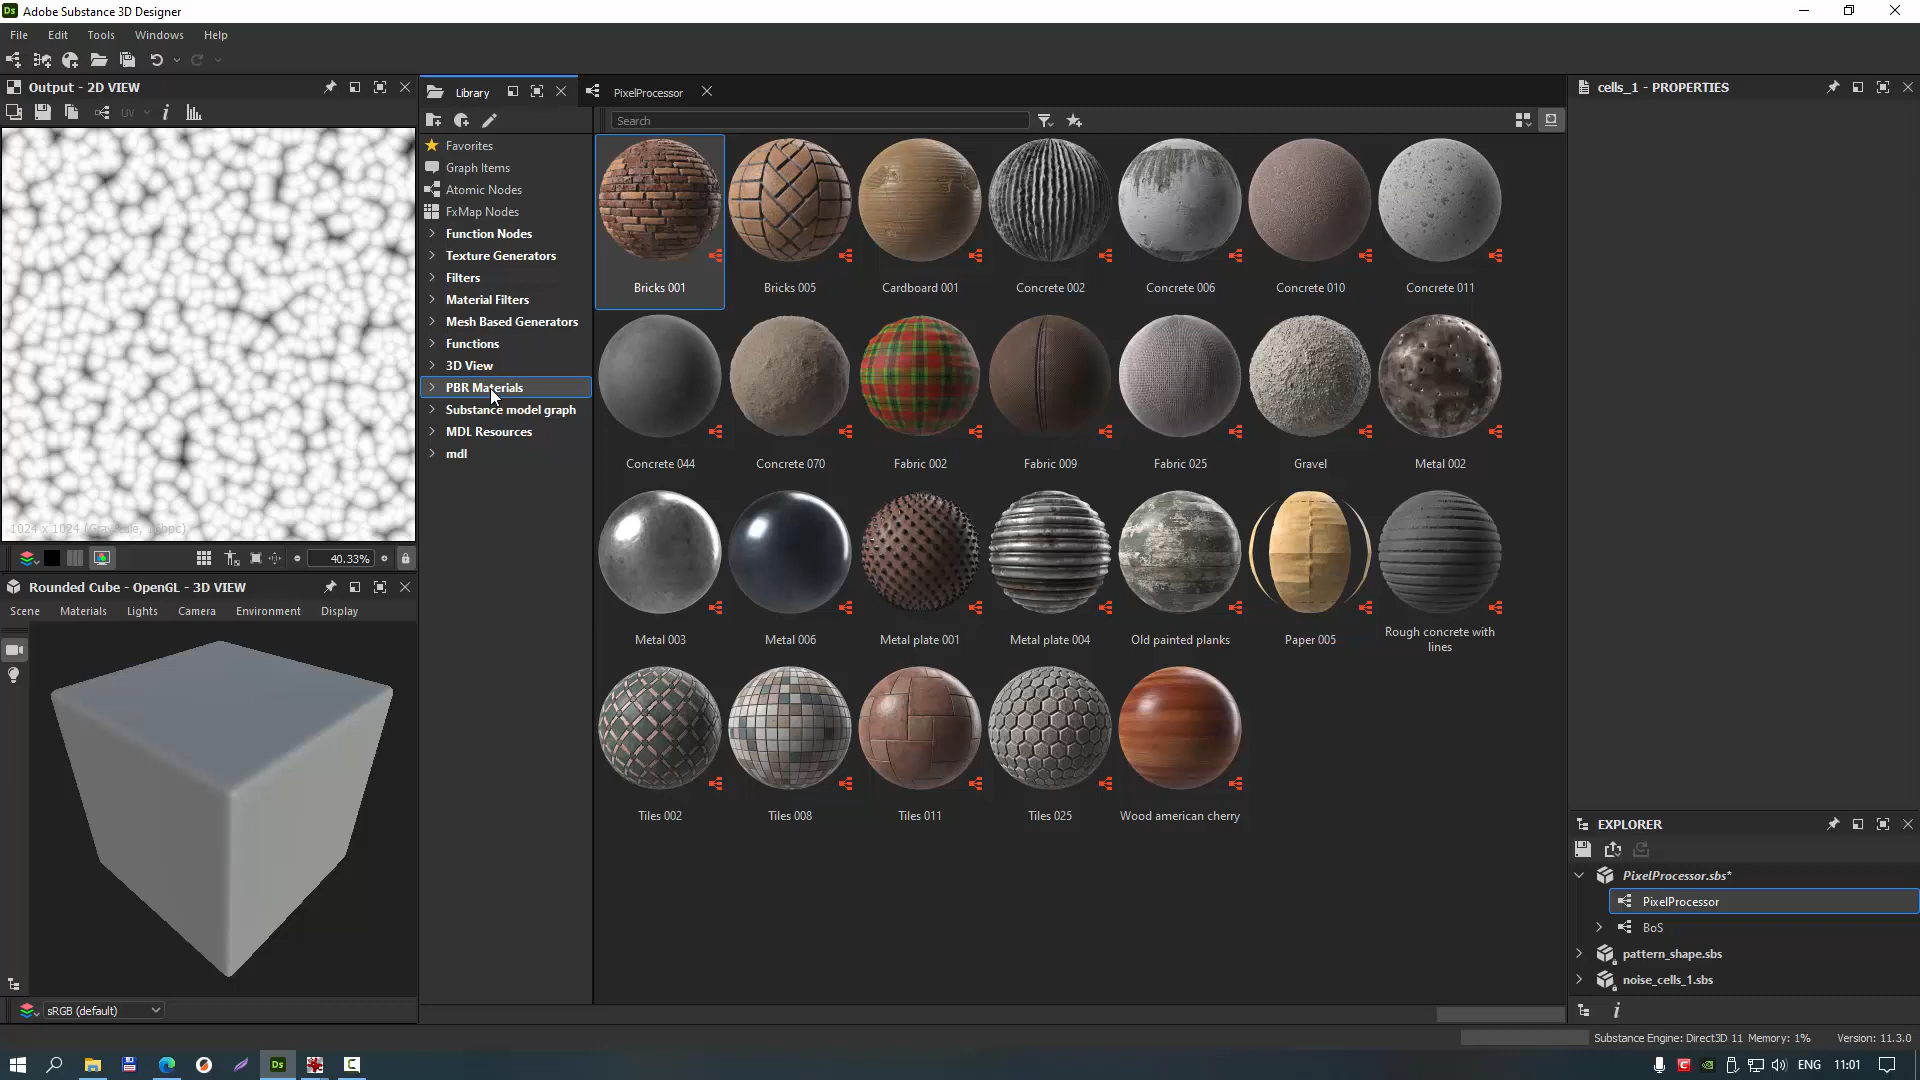 Ds Adobe Substance 3D Designer
File Edit Tools Windows Help
Output - 2D VIEW
UV
1024 x 1024 (Grayscale, 16bpc)
40.33%
Rounded Cube - OpenGL - 3D VIEW
Scene Materials Lights Camera Environment Display
sRGB (default)
Library
PixelProcessor
Search
Favorites
Graph Items
Atomic Nodes
FxMap Nodes
Function Nodes
Texture Generators
Filters
Material Filters
Mesh Based Generators
Functions
3D View
PBR Materials
Substance model graph
MDL Resources
mdl
Bricks 001 Bricks 005 Cardboard 001 Concrete 002 Concrete 006 Concrete 010 Concrete 011
Concrete 044 Concrete 070 Fabric 002 Fabric 009 Fabric 025 Gravel Metal 002
Metal 003 Metal 006 Metal plate 001 Metal plate 004 Old painted planks Paper 005 Rough concrete with
lines
Tiles 002 Tiles 008 Tiles 011 Tiles 025 Wood american cherry
cells_1 - PROPERTIES
EXPLORER
PixelProcessor.sbs*
PixelProcessor
BoS
pattern_shape.sbs
noise_cells_1.sbs
Substance Engine: Direct3D 11 Memory: 1% Version: 11.3.0
Ds
ENG 11:01